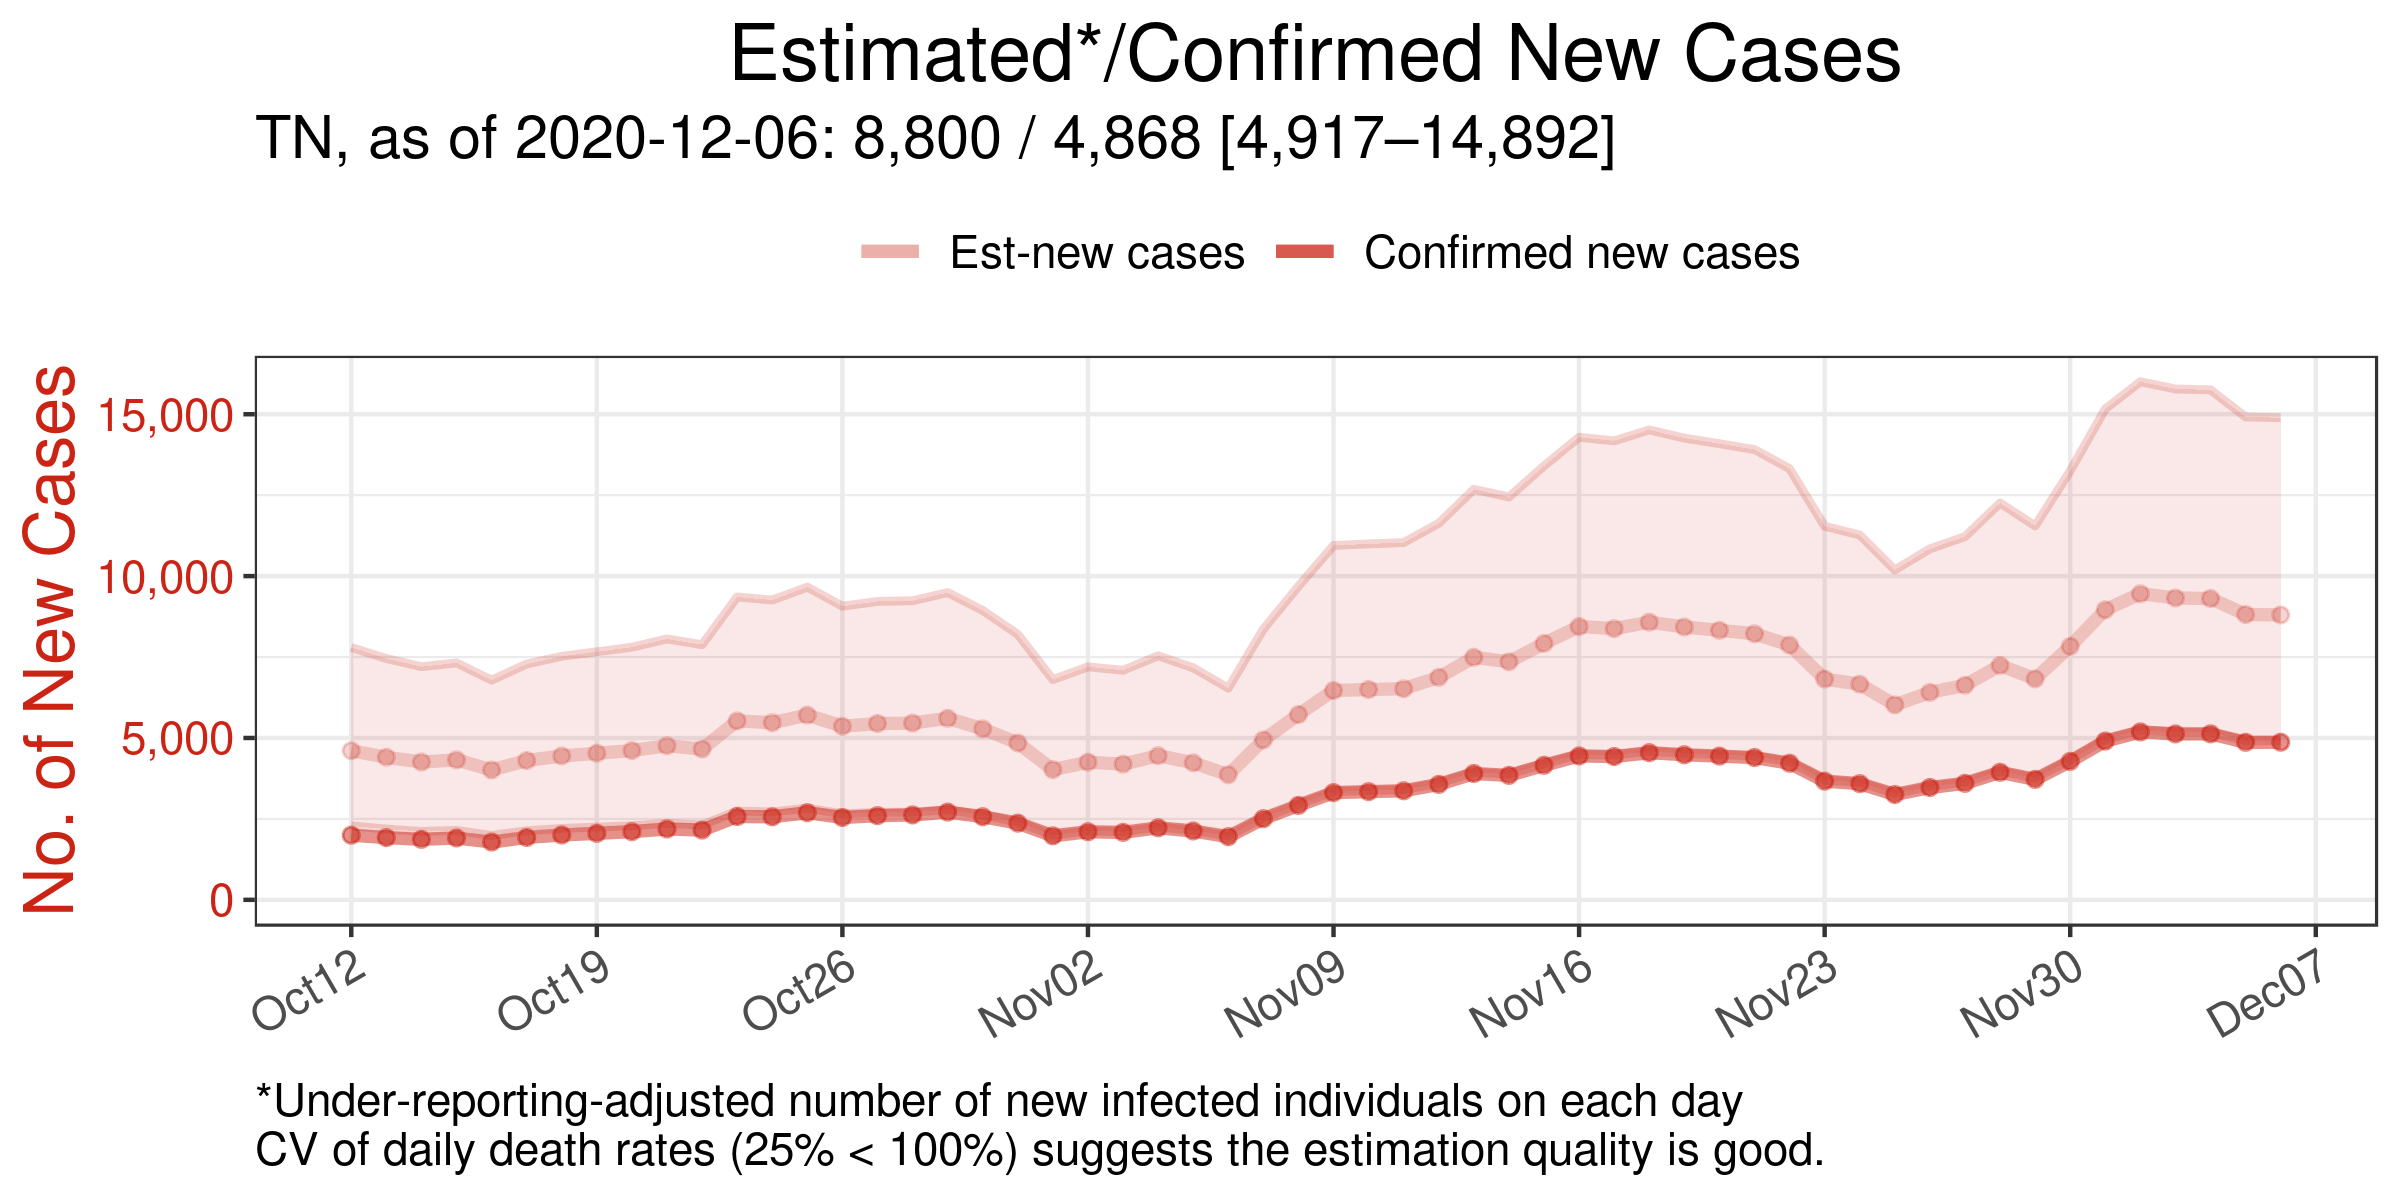 Estimated*/Confirmed New Cases
TN, as of 2020-12-06: 8,800 / 4,868 [4,917–14,892]
Est-new cases Confirmed new cases
No. of New Cases
15,000
10,000
5,000
0
Oct12 Oct19 Oct26 Nov02 Nov09 Nov16 Nov23 Nov30 Dec07
*Under-reporting-adjusted number of new infected individuals on each day
CV of daily death rates (25% < 100%) suggests the estimation quality is good.